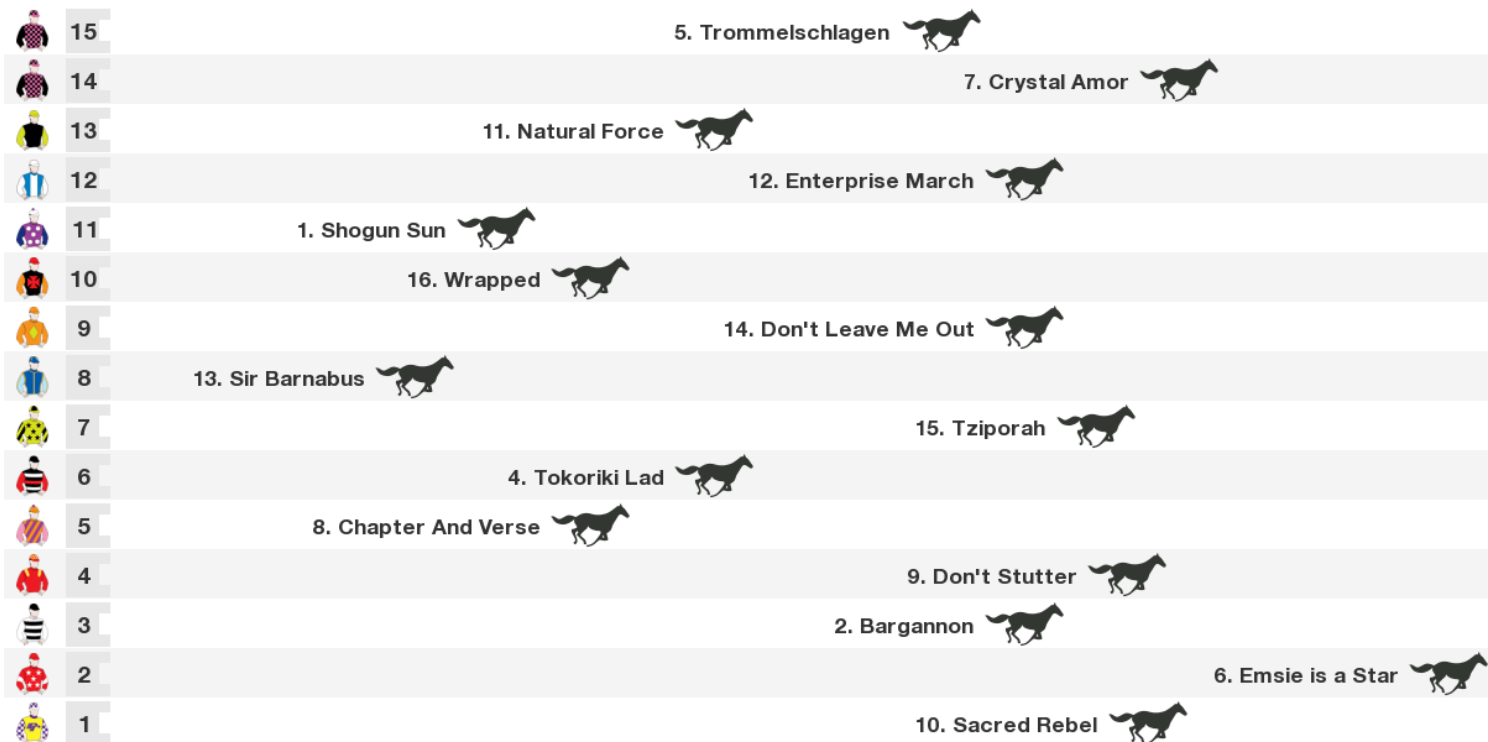 15 5. Trommelschlagen
14 7. Crystal Amor
13 11. Natural Force
12 12. Enterprise March
11 1. Shogun Sun
10 16. Wrapped
9 14. Don't Leave Me Out
8 13. Sir Barnabus
7 15. Tziporah
6 4. Tokoriki Lad
5 8. Chapter And Verse
4 9. Don't Stutter
3 2. Bargannon
2 6. Emsie is a Star
1 10. Sacred Rebel